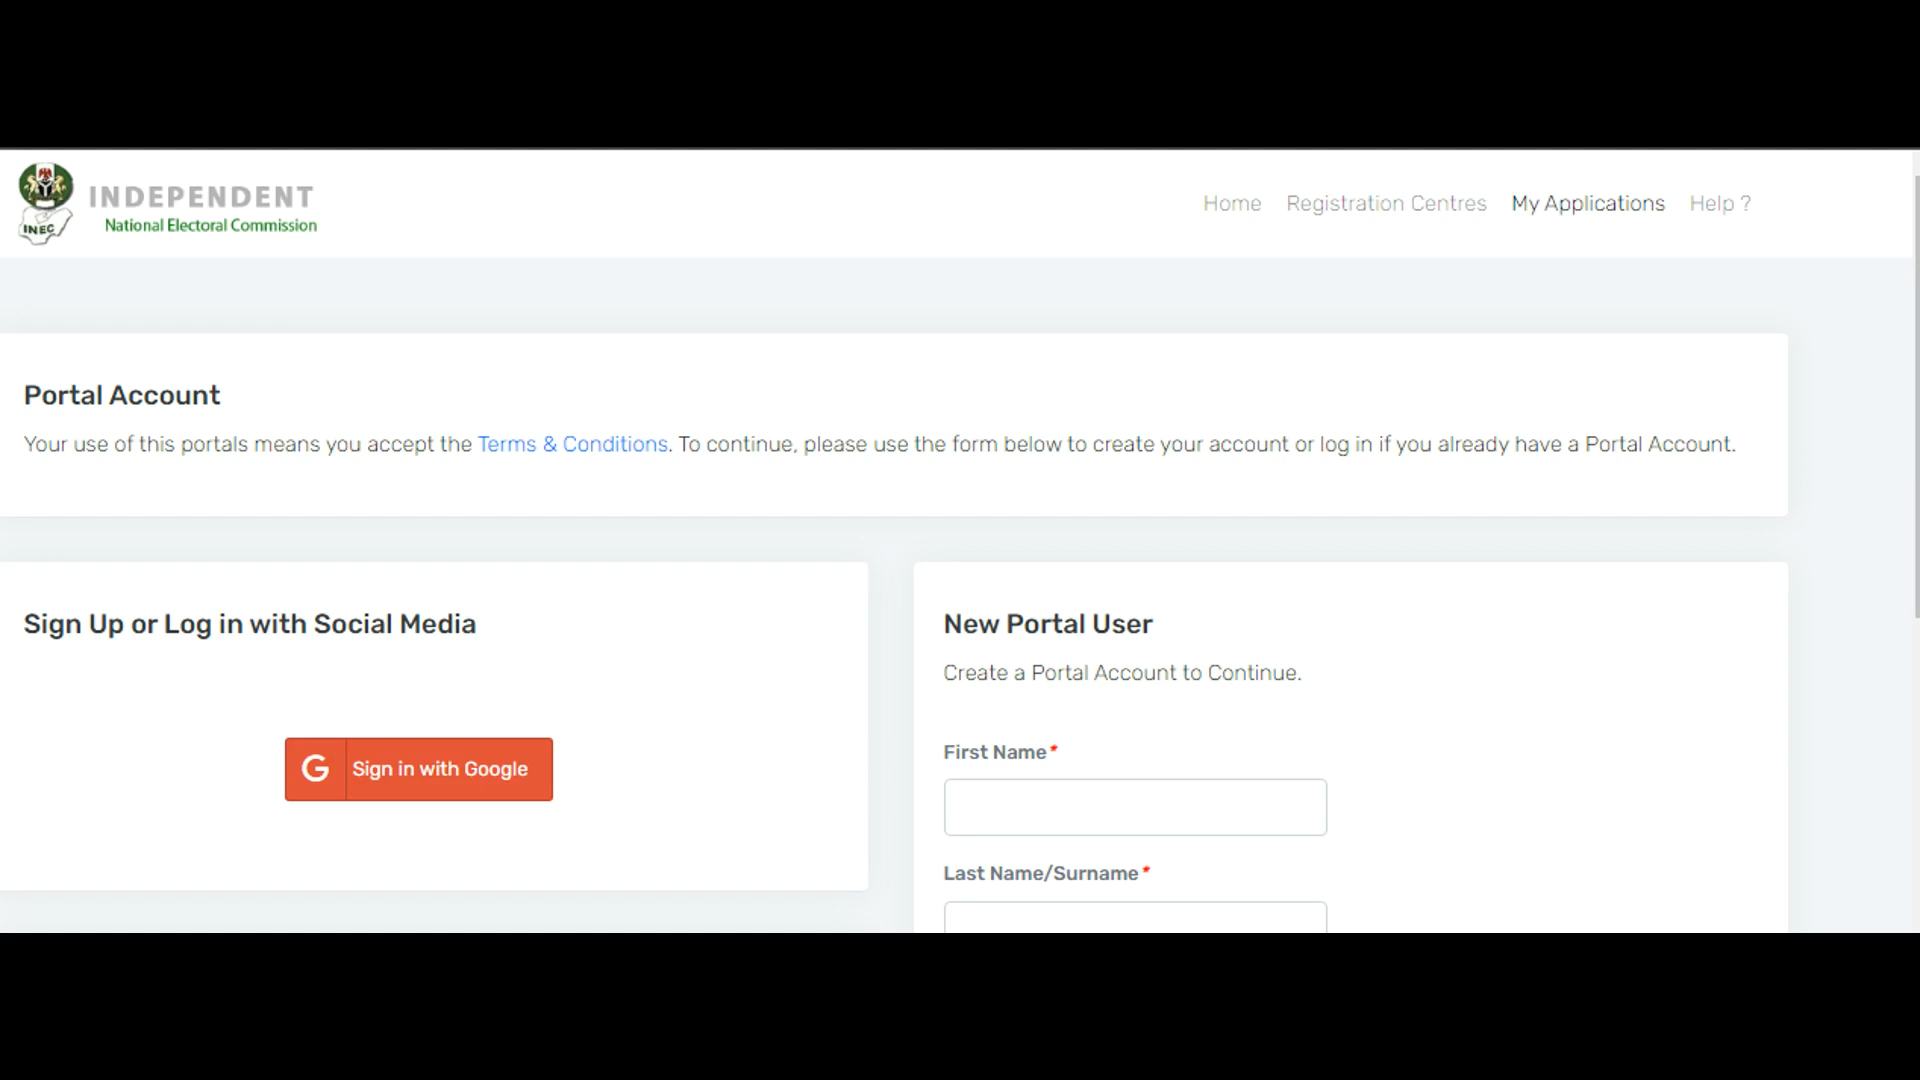 INDEPENDENT
National Electoral Commission
INEC
Home Registration Centres My Applications Help ?
Portal Account
Your use of this portals means you accept the Terms & Conditions. To continue, please use the form below to create your account or log in if you already have a Portal Account.
Sign Up or Log in with Social Media
G Sign in with Google
New Portal User
Create a Portal Account to Continue.
First Name*
Last Name/Surname*